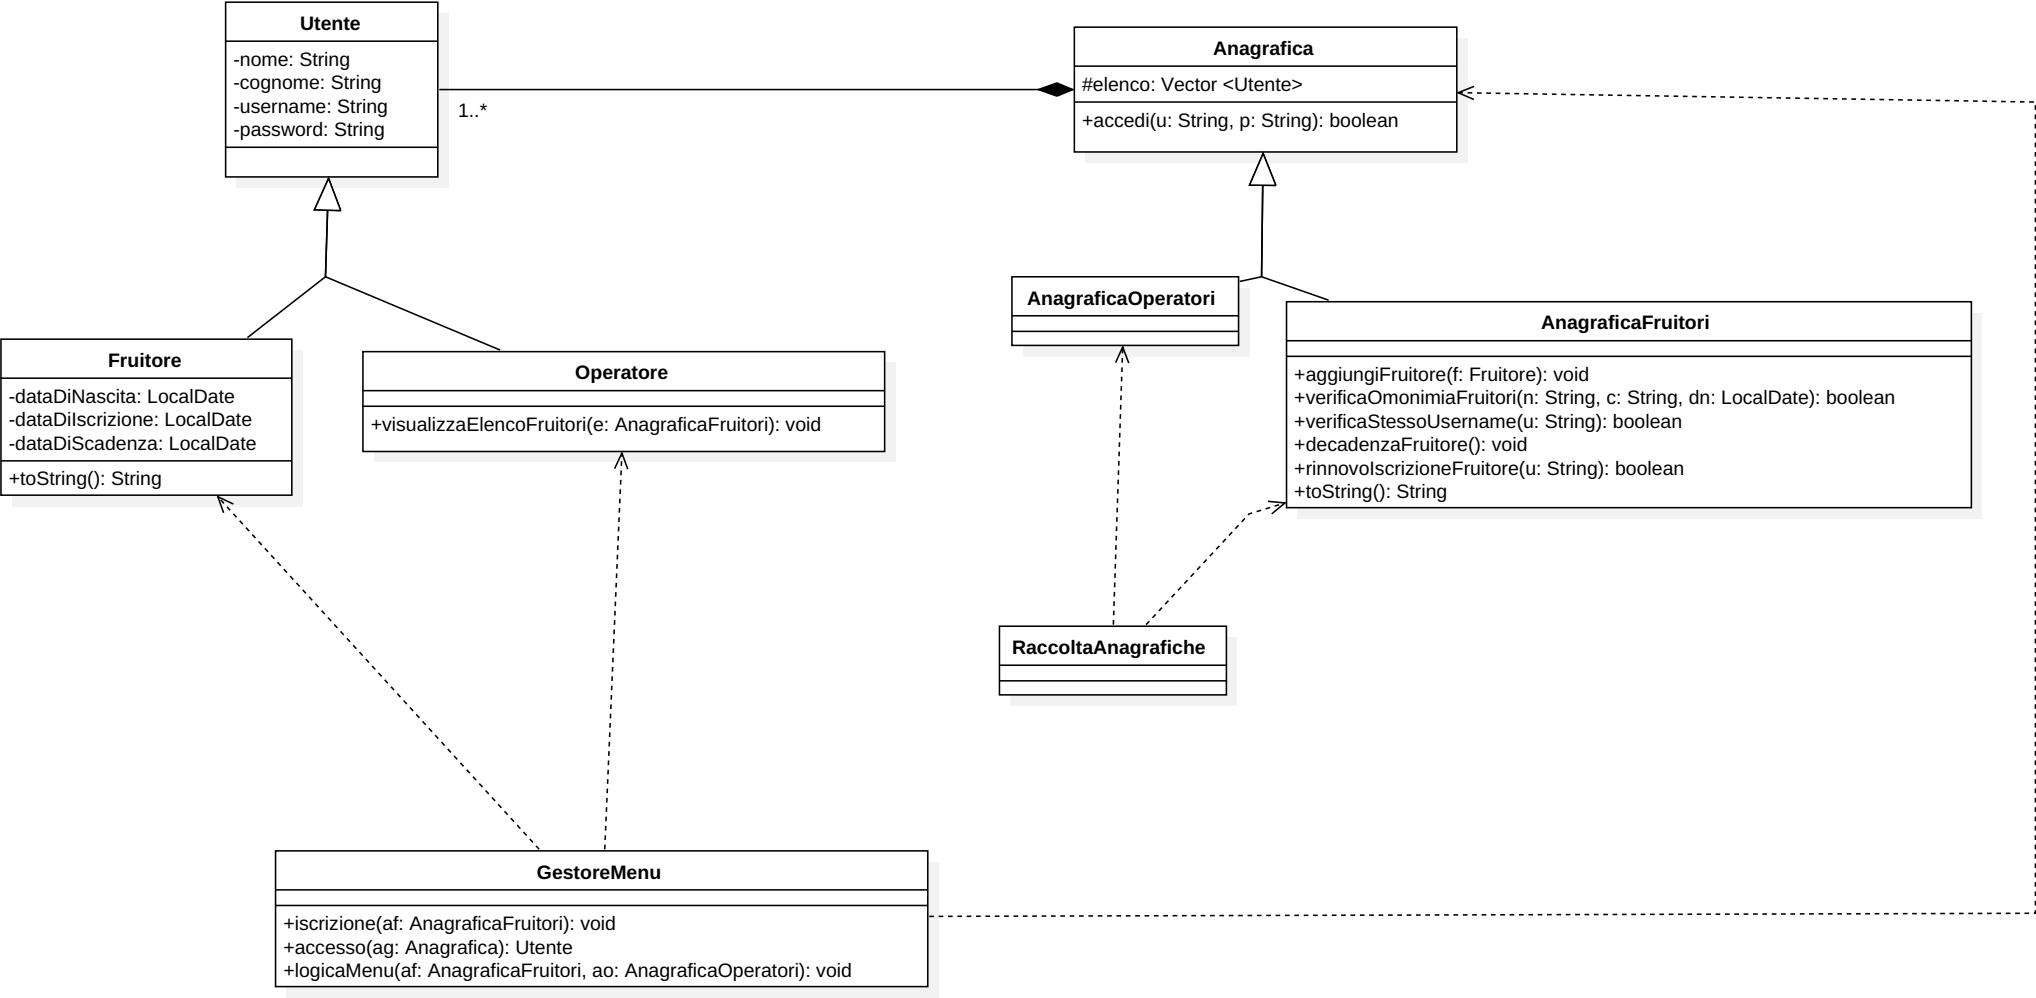 Utente
-nome: String
-cognome: String
-username: String
-password: String
1..*
Anagrafica
#elenco: Vector <Utente>
+accedi(u: String, p: String): boolean
Fruitore
-dataDiNascita: LocalDate
-dataDiIscrizione: LocalDate
-dataDiScadenza: LocalDate
+toString(): String
Operatore
+visualizzaElencoFruitori(e: AnagraficaFruitori): void
AnagraficaOperatori
AnagraficaFruitori
+aggiungiFruitore(f: Fruitore): void
+verificaOmonimiaFruitori(n: String, c: String, dn: LocalDate): boolean
+verificaStessoUsername(u: String): boolean
+decadenzaFruitore(): void
+rinnovoIscrizioneFruitore(u: String): boolean
+toString(): String
RaccoltaAnagrafiche
GestoreMenu
+iscrizione(af: AnagraficaFruitori): void
+accesso(ag: Anagrafica): Utente
+logicaMenu(af: AnagraficaFruitori, ao: AnagraficaOperatori): void